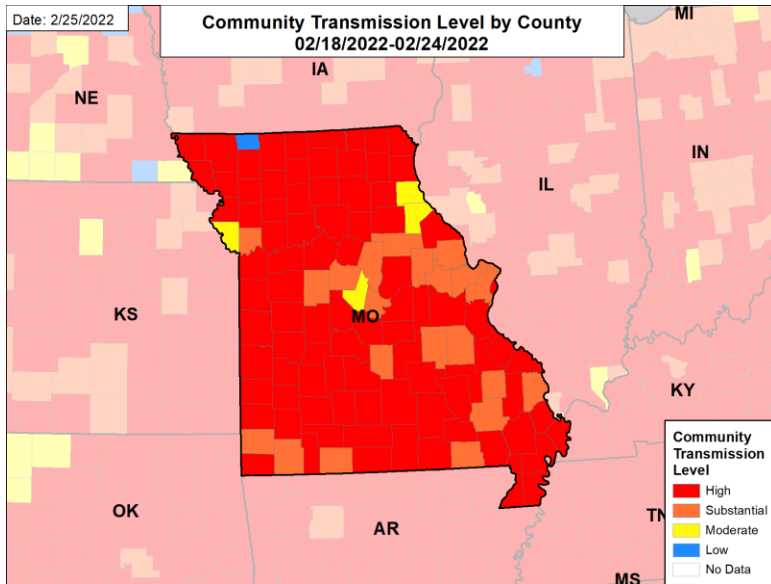 Date: 2/25/2022
Community Transmission Level by County
02/18/2022-02/24/2022
MI
IA
NE
IN
IL
KS
MO
KY
Community
Transmission
Level
High
Substantial
Moderate
Low
No Data
OK
AR
TN
MS